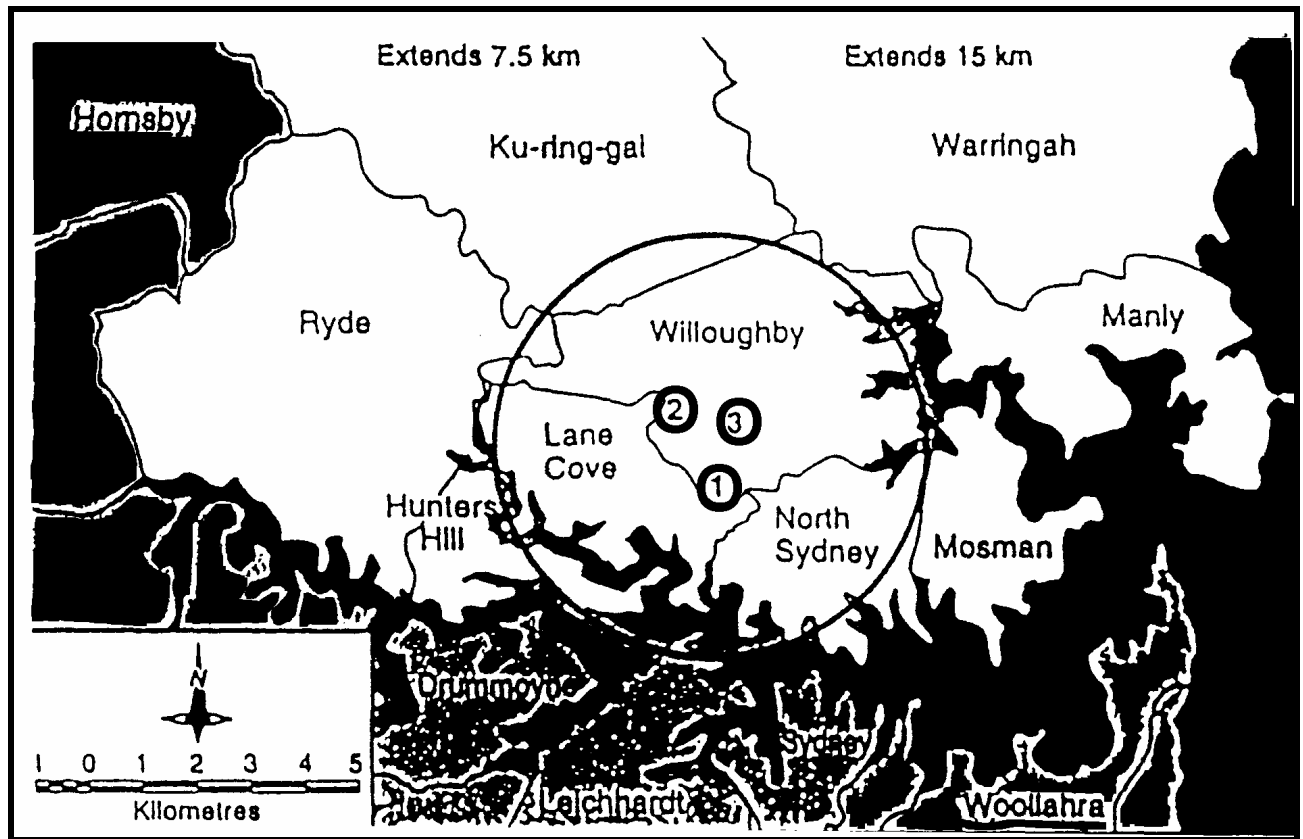 Extends 7.5 km
Extends 15 km
Hornsby
Ku-ring-gai
Warringah
Ryde
Willoughby
Manly
2
3
Lane
Cove
1
Hunters
Hill
North
Sydney
Mosman
Drummoyne
N
Sydney
1 0 1 2 3 4 5
Kilometres
Leichhardt
Woollahra